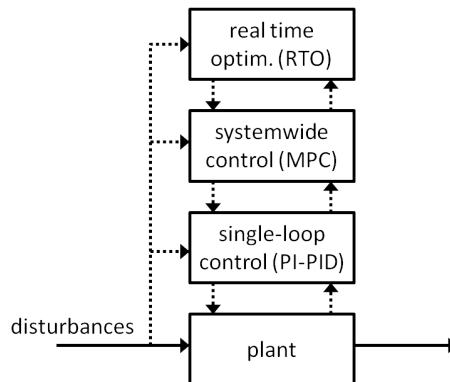 real time
optim. (RTO)
systemwide
control (MPC)
single-loop
control (PI-PID)
disturbances
plant